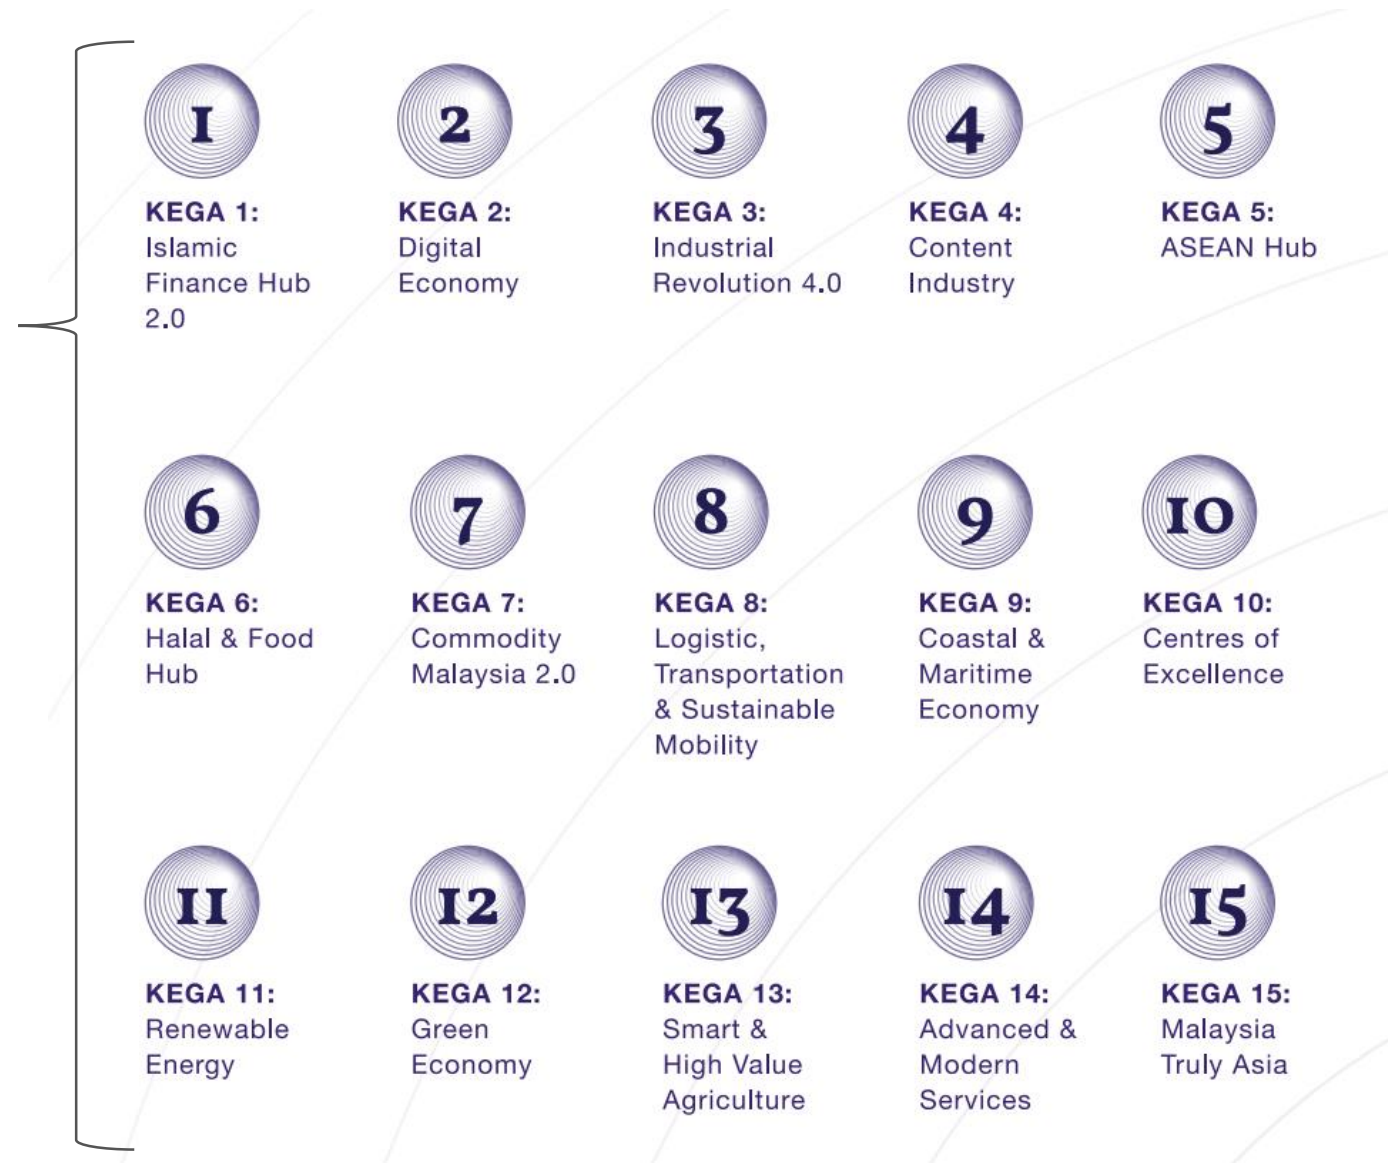 1
KEGA 1:
Islamic
Finance Hub
2.0
2
KEGA 2:
Digital
Economy
3
KEGA 3:
Industrial
Revolution 4.0
4
KEGA 4:
Content
Industry
5
KEGA 5:
ASEAN Hub
6
KEGA 6:
Halal & Food
Hub
7
KEGA 7:
Commodity
Malaysia 2.0
8
KEGA 8:
Logistic,
Transportation
& Sustainable
Mobility
9
KEGA 9:
Coastal &
Maritime
Economy
10
KEGA 10:
Centres of
Excellence
11
KEGA 11:
Renewable
Energy
12
KEGA 12:
Green
Economy
13
KEGA 13:
Smart &
High Value
Agriculture
14
KEGA 14:
Advanced &
Modern
Services
15
KEGA 15:
Malaysia
Truly Asia